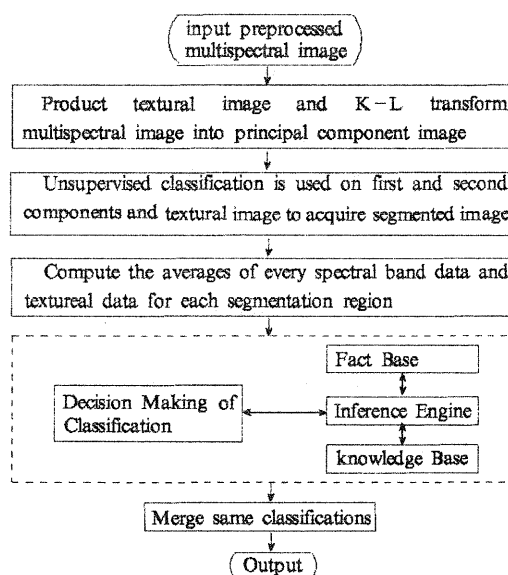 input preprocessed
multispectral image
Product textural image and K-L transform
multispectral image into principal component image
Unsupervised classification is used on first and second
components and textural image to acquire segmented image
Compute the averages of every spectral band data and
textureal data for each segmentation region
Fact Base
Decision Making of
Classification
Inference Engine
knowledge Base
Merge same classifications
Output